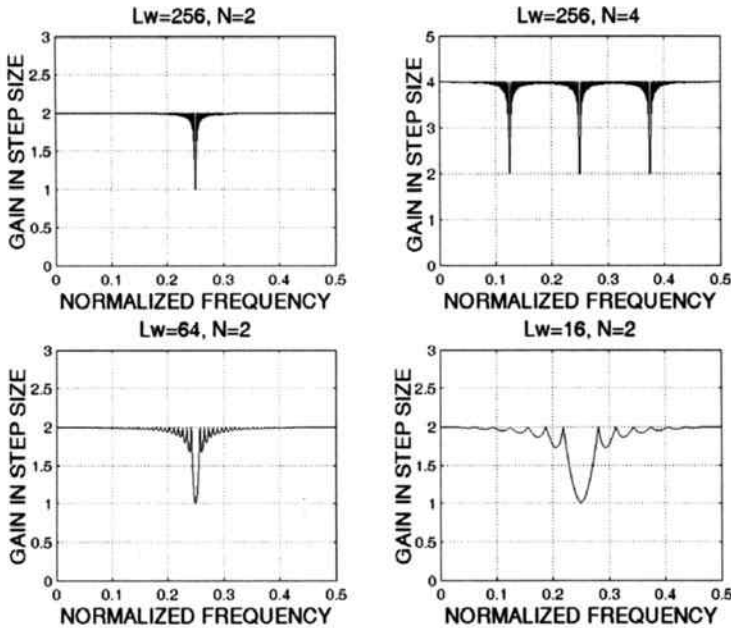 Lw=256, N=2
GAIN IN STEP SIZE
3
2.5
2
1.5
1
0.5
0
0 0.1 0.2 0.3 0.4 0.5
NORMALIZED FREQUENCY
Lw=256, N=4
GAIN IN STEP SIZE
5
4
3
2
1
0
0 0.1 0.2 0.3 0.4 0.5
NORMALIZED FREQUENCY
Lw=64, N=2
GAIN IN STEP SIZE
3
2.5
2
1.5
1
0.5
0
0 0.1 0.2 0.3 0.4 0.5
NORMALIZED FREQUENCY
Lw=16, N=2
GAIN IN STEP SIZE
3
2.5
2
1.5
1
0.5
0
0 0.1 0.2 0.3 0.4 0.5
NORMALIZED FREQUENCY